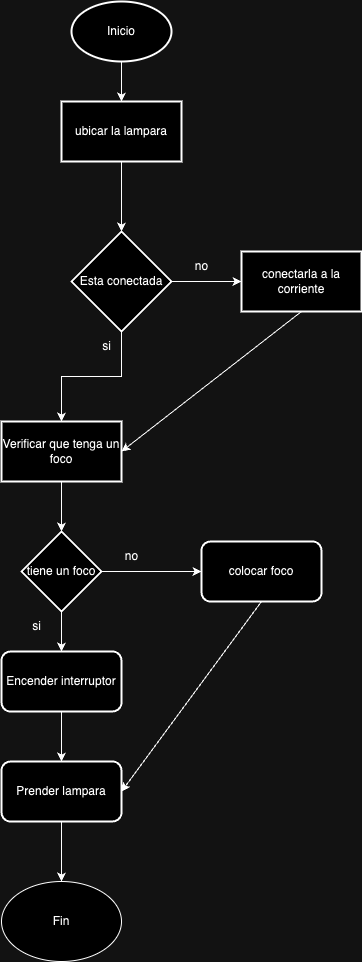 Inicio
ubicar la lampara
Esta conectada
no
conectarla a la
corriente
si
Verificar que tenga un
foco
tiene un foco
no
colocar foco
si
Encender interruptor
Prender lampara
Fin